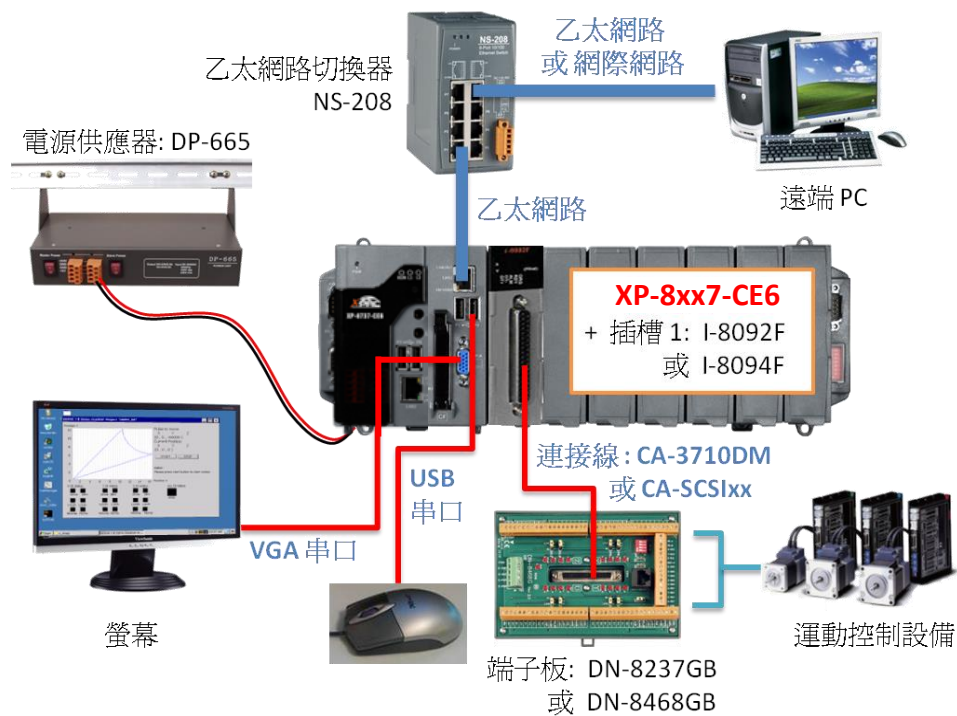 乙太網路切換器
NS-208
NS-208
乙太網路
或 網際網路
遠端 PC
電源供應器: DP-665
DP-665
乙太網路
XP-8737-CE6
XP-8xx7-CE6
+ 插槽 1: I-8092F
或 I-8094F
連接線 : CA-3710DM
或 CA-SCSIxx
USB
串口
VGA 串口
螢幕
端子板: DN-8237GB
或 DN-8468GB
運動控制設備